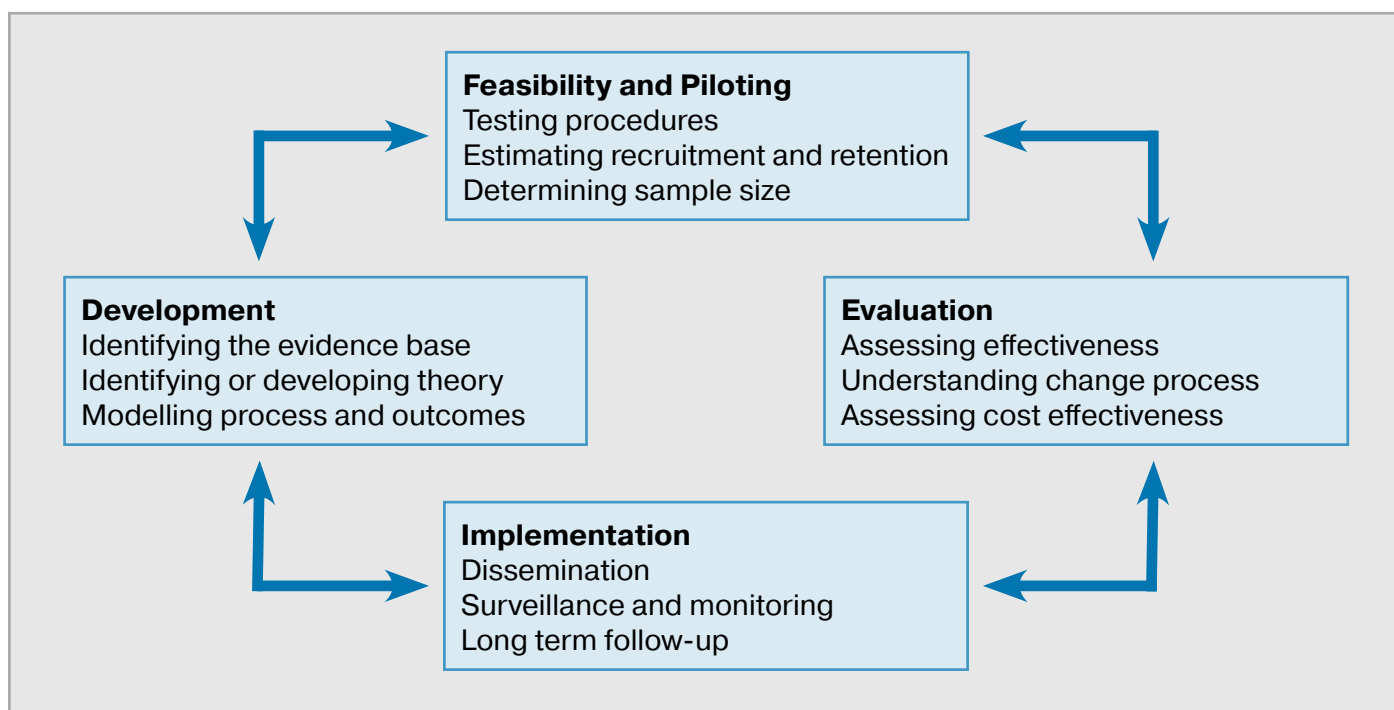 Feasibility and Piloting
Testing procedures
Estimating recruitment and retention
Determining sample size
Development
Identifying the evidence base
Identifying or developing theory
Modelling process and outcomes
Evaluation
Assessing effectiveness
Understanding change process
Assessing cost effectiveness
Implementation
Dissemination
Surveillance and monitoring
Long term follow-up